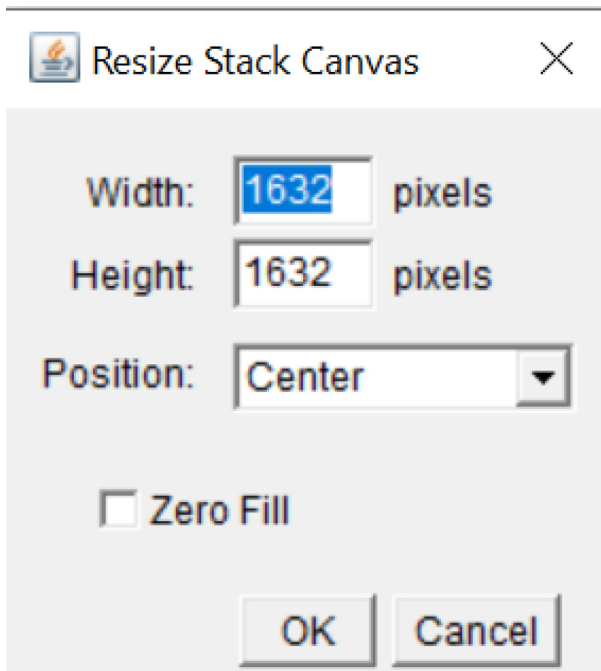 Resize Stack Canvas
Width: 1632 pixels
Height: 1632 pixels
Position: Center
Zero Fill
OK Cancel